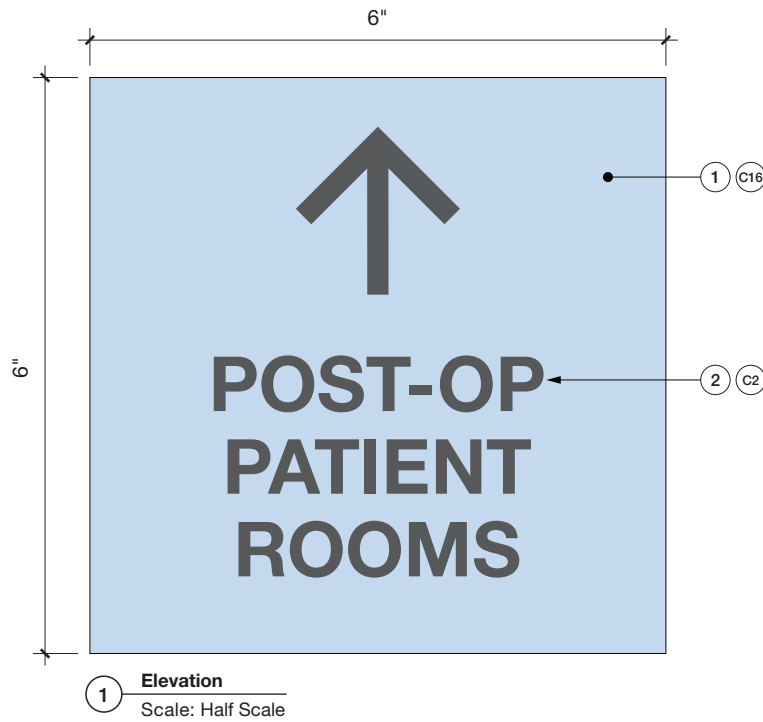 6"
1 C16
6"
POST-OP
2 C2
PATIENT
ROOMS
1 Elevation
Scale: Half Scale